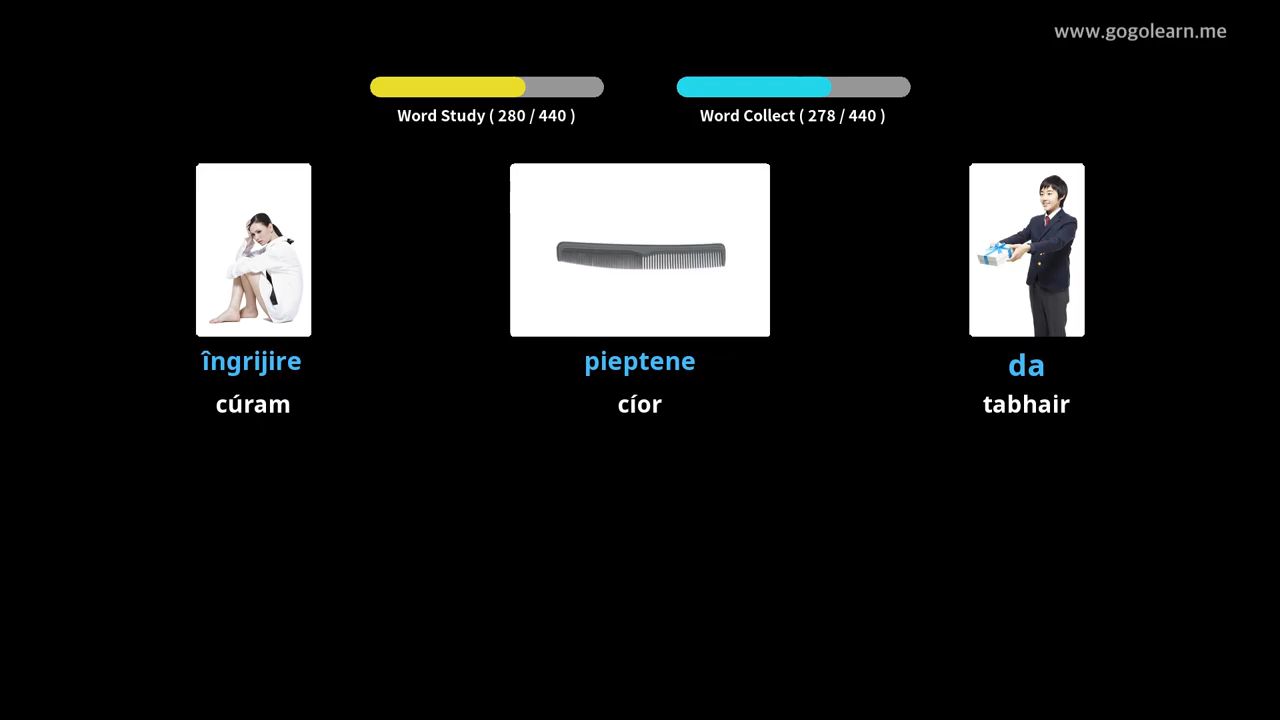 www.gogolearn.me
Word Study ( 280 / 440 )
Word Collect ( 278 / 440 )
îngrijire
pieptene
da
cúram
cíor
tabhair